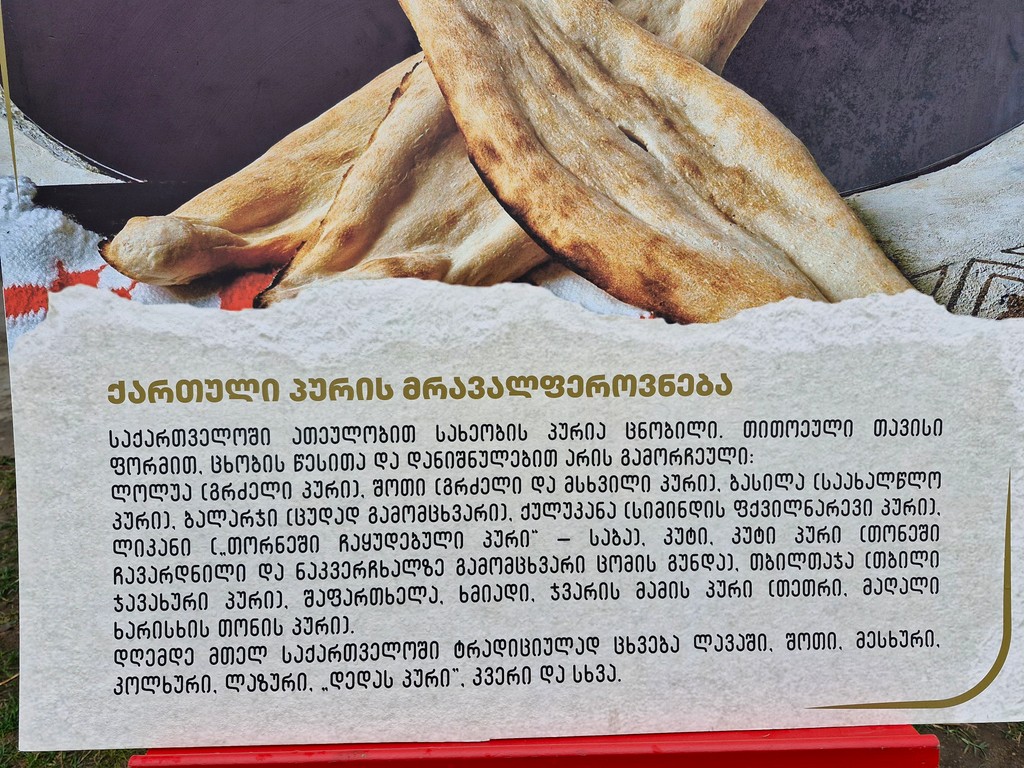 ქართული პურის მრავალფეროვნება
საქართველოში ათეულობით სახეობის პურია ცნობილი. თითოეული თავისი
ფორმით, ცხობის წესითა და დანიშნულებით არის გამორჩეული:
ლოლუა (გრძელი პური), შოთი (გრძელი და მსხვილი პური), ბასილა (საახალწლო
პური), ბალარჯი (ცუდად გამომცხვარი), ქულუკანა (სიმინდის ფქვილნარევი პური),
ლიკანი („თორნეში ჩაყუდებული პური“ – საბა), კუტი, კუტი პური (თონეში
ჩავარდნილი და ნაკვერჩხალზე გამომცხვარი ცომის გუნდა), თბილთაჯა (თბილი
ჯავახური პური), შაფართხელა, ხმიადი, ჯვარის მამის პური (თეთრი, მაღალი
ხარისხის თონის პური).
დღემდე მთელ საქართველოში ტრადიციულად ცხვება ლავაში, შოთი, მესხური,
კოლხური, ლაზური, „დედას პური“, კვერი და სხვა.